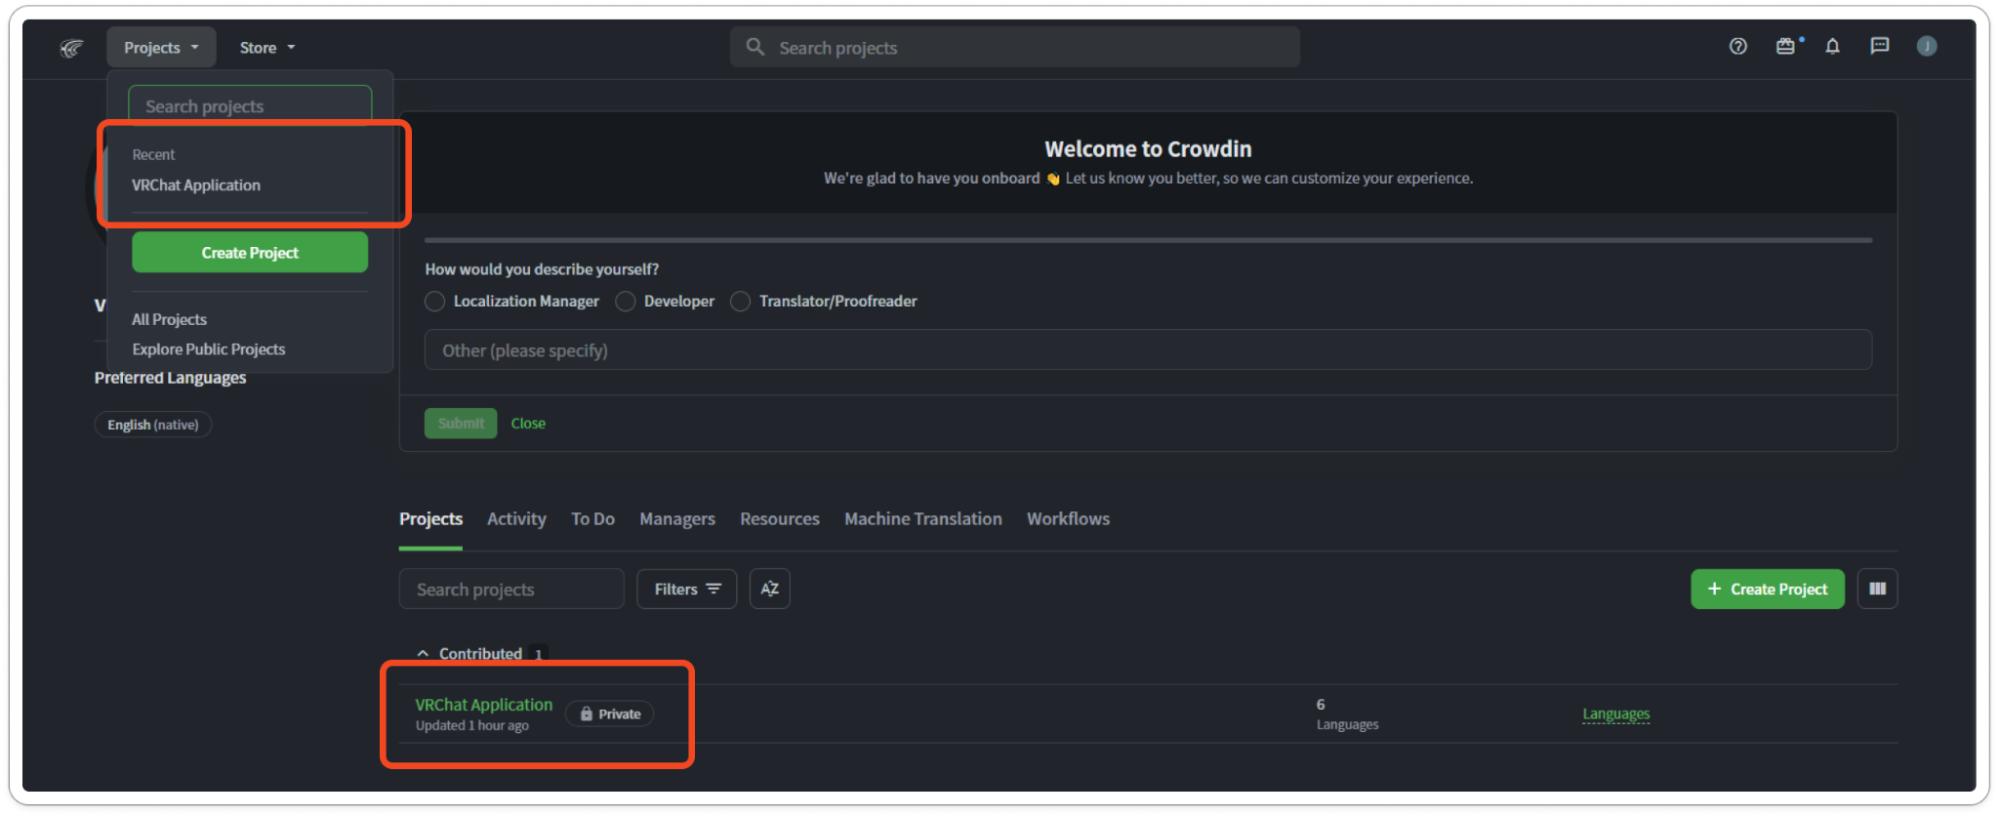 Projects
Store
Search projects
J
Search projects
Recent
VRChat Application
Create Project
All Projects
Explore Public Projects
V
Preferred Languages
English (native)
Welcome to Crowdin
We're glad to have you onboard 👋 Let us know you better, so we can customize your experience.
How would you describe yourself?
Localization Manager
Developer
Translator/Proofreader
Other (please specify)
Submit
Close
Projects
Activity
To Do
Managers
Resources
Machine Translation
Workflows
Search projects
Filters
AZ
+ Create Project
Contributed 1
VRChat Application
Updated 1 hour ago
Private
6
Languages
Languages